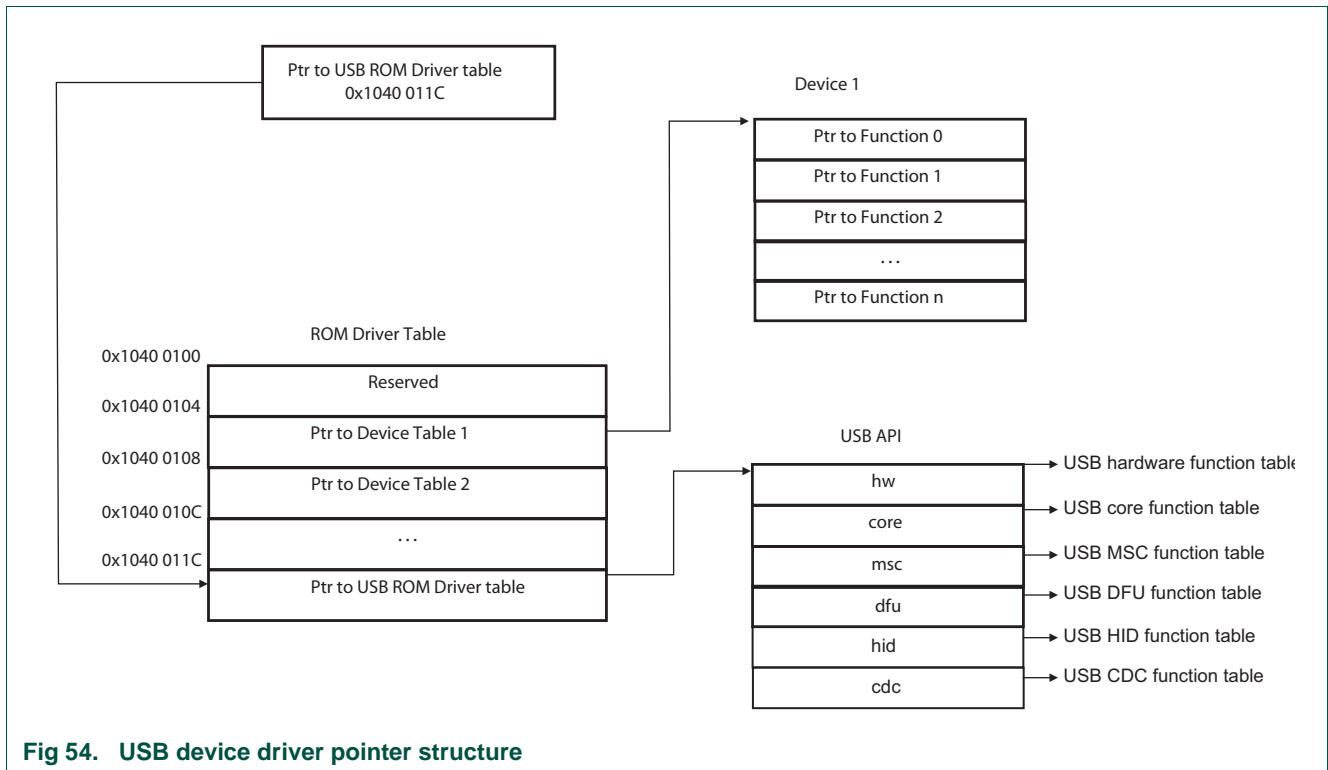 Ptr to USB ROM Driver table
0x1040 011C
Device 1
Ptr to Function 0
Ptr to Function 1
Ptr to Function 2
...
Ptr to Function n
ROM Driver Table
0x1040 0100
Reserved
0x1040 0104
Ptr to Device Table 1
0x1040 0108
Ptr to Device Table 2
0x1040 010C
...
0x1040 011C
Ptr to USB ROM Driver table
USB API
hw
USB hardware function table
core
USB core function table
msc
USB MSC function table
dfu
USB DFU function table
hid
USB HID function table
cdc
USB CDC function table
Fig 54. USB device driver pointer structure